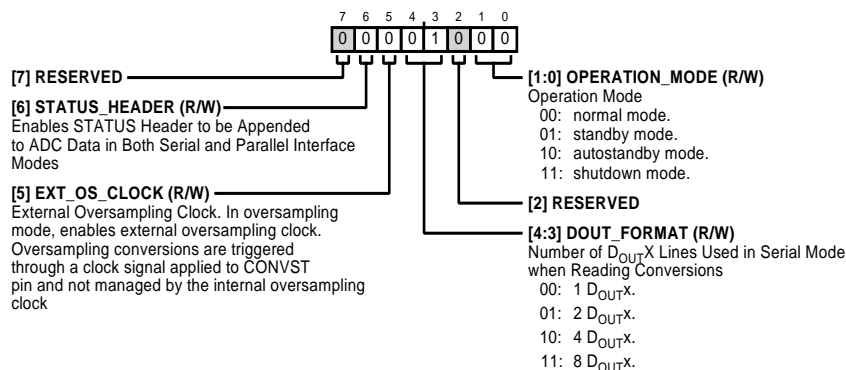 7 6 5 4 3 2 1 0
0 0 0 0 1 0 0 0
[7] RESERVED
[6] STATUS_HEADER (R/W)
Enables STATUS Header to be Appended
to ADC Data in Both Serial and Parallel Interface
Modes
[5] EXT_OS_CLOCK (R/W)
External Oversampling Clock. In oversampling
mode, enables external oversampling clock.
Oversampling conversions are triggered
through a clock signal applied to CONVST
pin and not managed by the internal oversampling
clock
[1:0] OPERATION_MODE (R/W)
Operation Mode
00: normal mode.
01: standby mode.
10: autostandby mode.
11: shutdown mode.
[2] RESERVED
[4:3] DOUT_FORMAT (R/W)
Number of DOUTX Lines Used in Serial Mode
when Reading Conversions
00: 1 DOUTx.
01: 2 DOUTx.
10: 4 DOUTx.
11: 8 DOUTx.